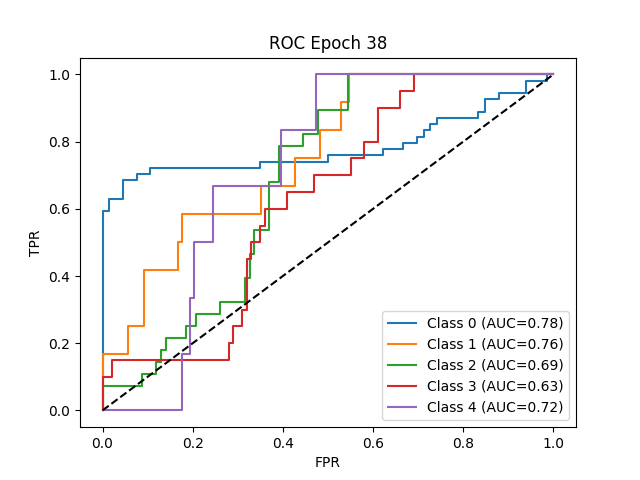 ROC Epoch 38
TPR
1.0
0.8
0.6
0.4
0.2
0.0
Class 0 (AUC=0.78)
Class 1 (AUC=0.76)
Class 2 (AUC=0.69)
Class 3 (AUC=0.63)
Class 4 (AUC=0.72)
0.0 0.2 0.4 0.6 0.8 1.0
FPR